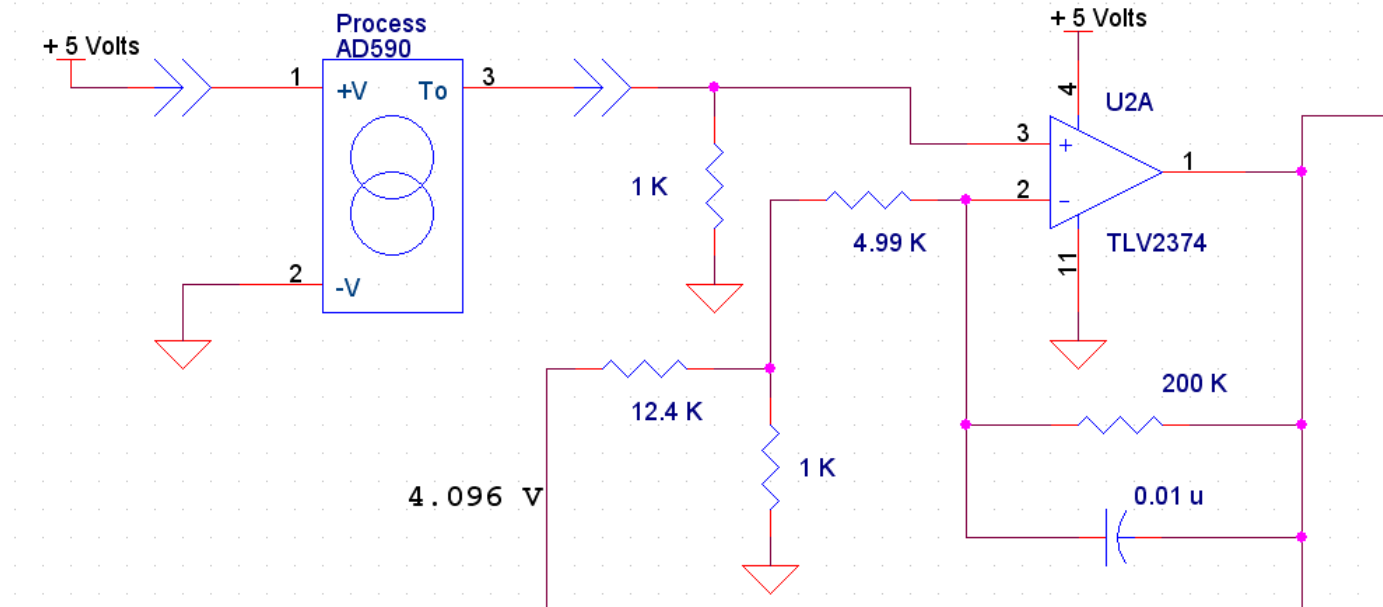 + 5 Volts
Process
AD590
1
+V
To
3
2
-V
1 K
+ 5 Volts
4
U2A
3
+
2
-
1
TLV2374
11
4.99 K
12.4 K
1 K
4.096 V
200 K
0.01 u